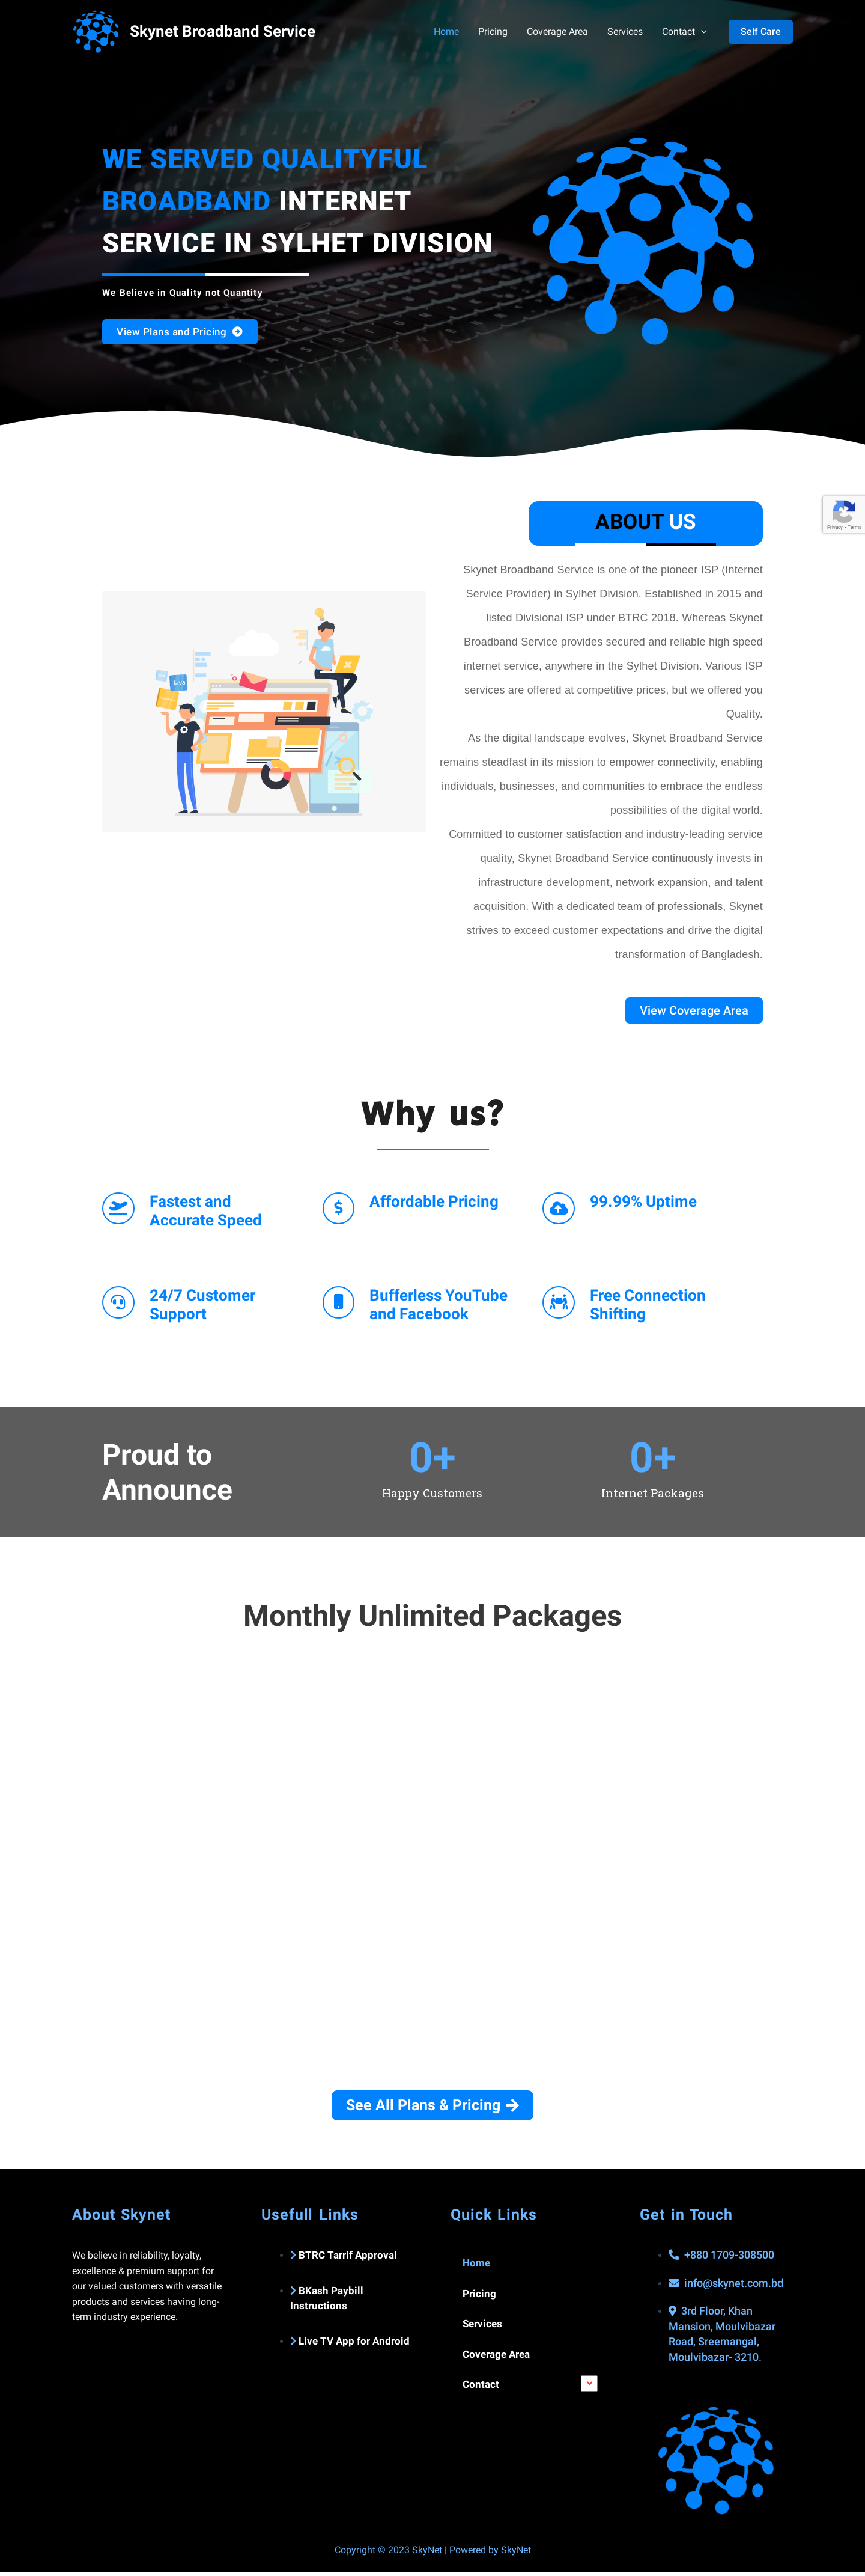 Skynet Broadband Service
Home
Pricing
Coverage Area
Services
Contact
Self Care
WE SERVED QUALITYFUL
BROADBAND INTERNET
SERVICE IN SYLHET DIVISION
We Believe in Quality not Quantity
View Plans and Pricing
Privacy - Terms
ABOUT US
Skynet Broadband Service is one of the pioneer ISP (Internet
Service Provider) in Sylhet Division. Established in 2015 and
listed Divisional ISP under BTRC 2018. Whereas Skynet
Broadband Service provides secured and reliable high speed
internet service, anywhere in the Sylhet Division. Various ISP
services are offered at competitive prices, but we offered you
Quality.
As the digital landscape evolves, Skynet Broadband Service
remains steadfast in its mission to empower connectivity, enabling
individuals, businesses, and communities to embrace the endless
possibilities of the digital world.
Committed to customer satisfaction and industry-leading service
quality, Skynet Broadband Service continuously invests in
infrastructure development, network expansion, and talent
acquisition. With a dedicated team of professionals, Skynet
strives to exceed customer expectations and drive the digital
transformation of Bangladesh.
View Coverage Area
Why us?
Fastest and
Accurate Speed
Affordable Pricing
99.99% Uptime
24/7 Customer
Support
Bufferless YouTube
and Facebook
Free Connection
Shifting
Proud to
Announce
0+
Happy Customers
0+
Internet Packages
Monthly Unlimited Packages
See All Plans & Pricing
About Skynet
We believe in reliability, loyalty,
excellence & premium support for
our valued customers with versatile
products and services having long-
term industry experience.
Usefull Links
BTRC Tarrif Approval
BKash Paybill
Instructions
Live TV App for Android
Quick Links
Home
Pricing
Services
Coverage Area
Contact
Get in Touch
+880 1709-308500
info@skynet.com.bd
3rd Floor, Khan
Mansion, Moulvibazar
Road, Sreemangal,
Moulvibazar- 3210.
Copyright © 2023 SkyNet | Powered by SkyNet